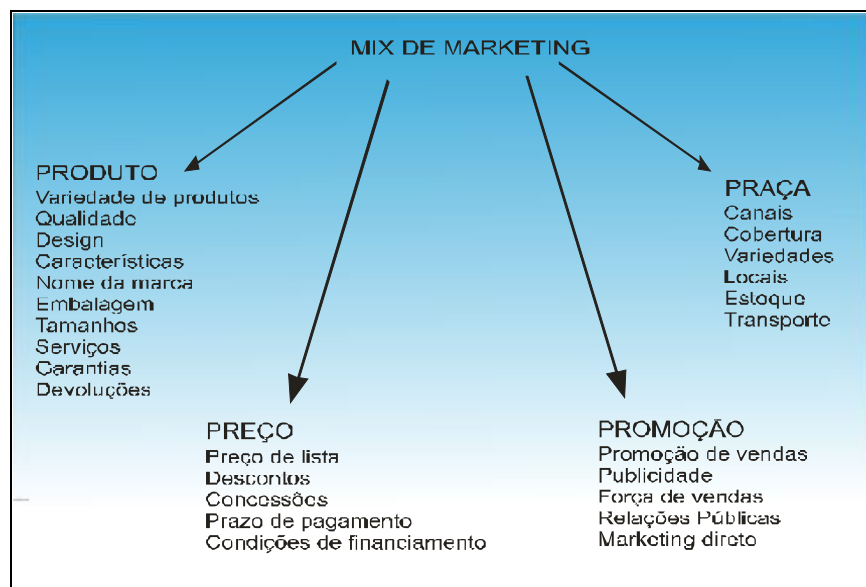 MIX DE MARKETING
PRODUTO
Variedade de produtos
Qualidade
Design
Características
Nome da marca
Embalagem
Tamanhos
Serviços
Garantias
Devoluções
PREÇO
Preço de lista
Descontos
Concessões
Prazo de pagamento
Condições de financiamento
PROMOÇÃO
Promoção de vendas
Publicidade
Força de vendas
Relações Públicas
Marketing direto
PRAÇA
Canais
Cobertura
Variedades
Locais
Estoque
Transporte